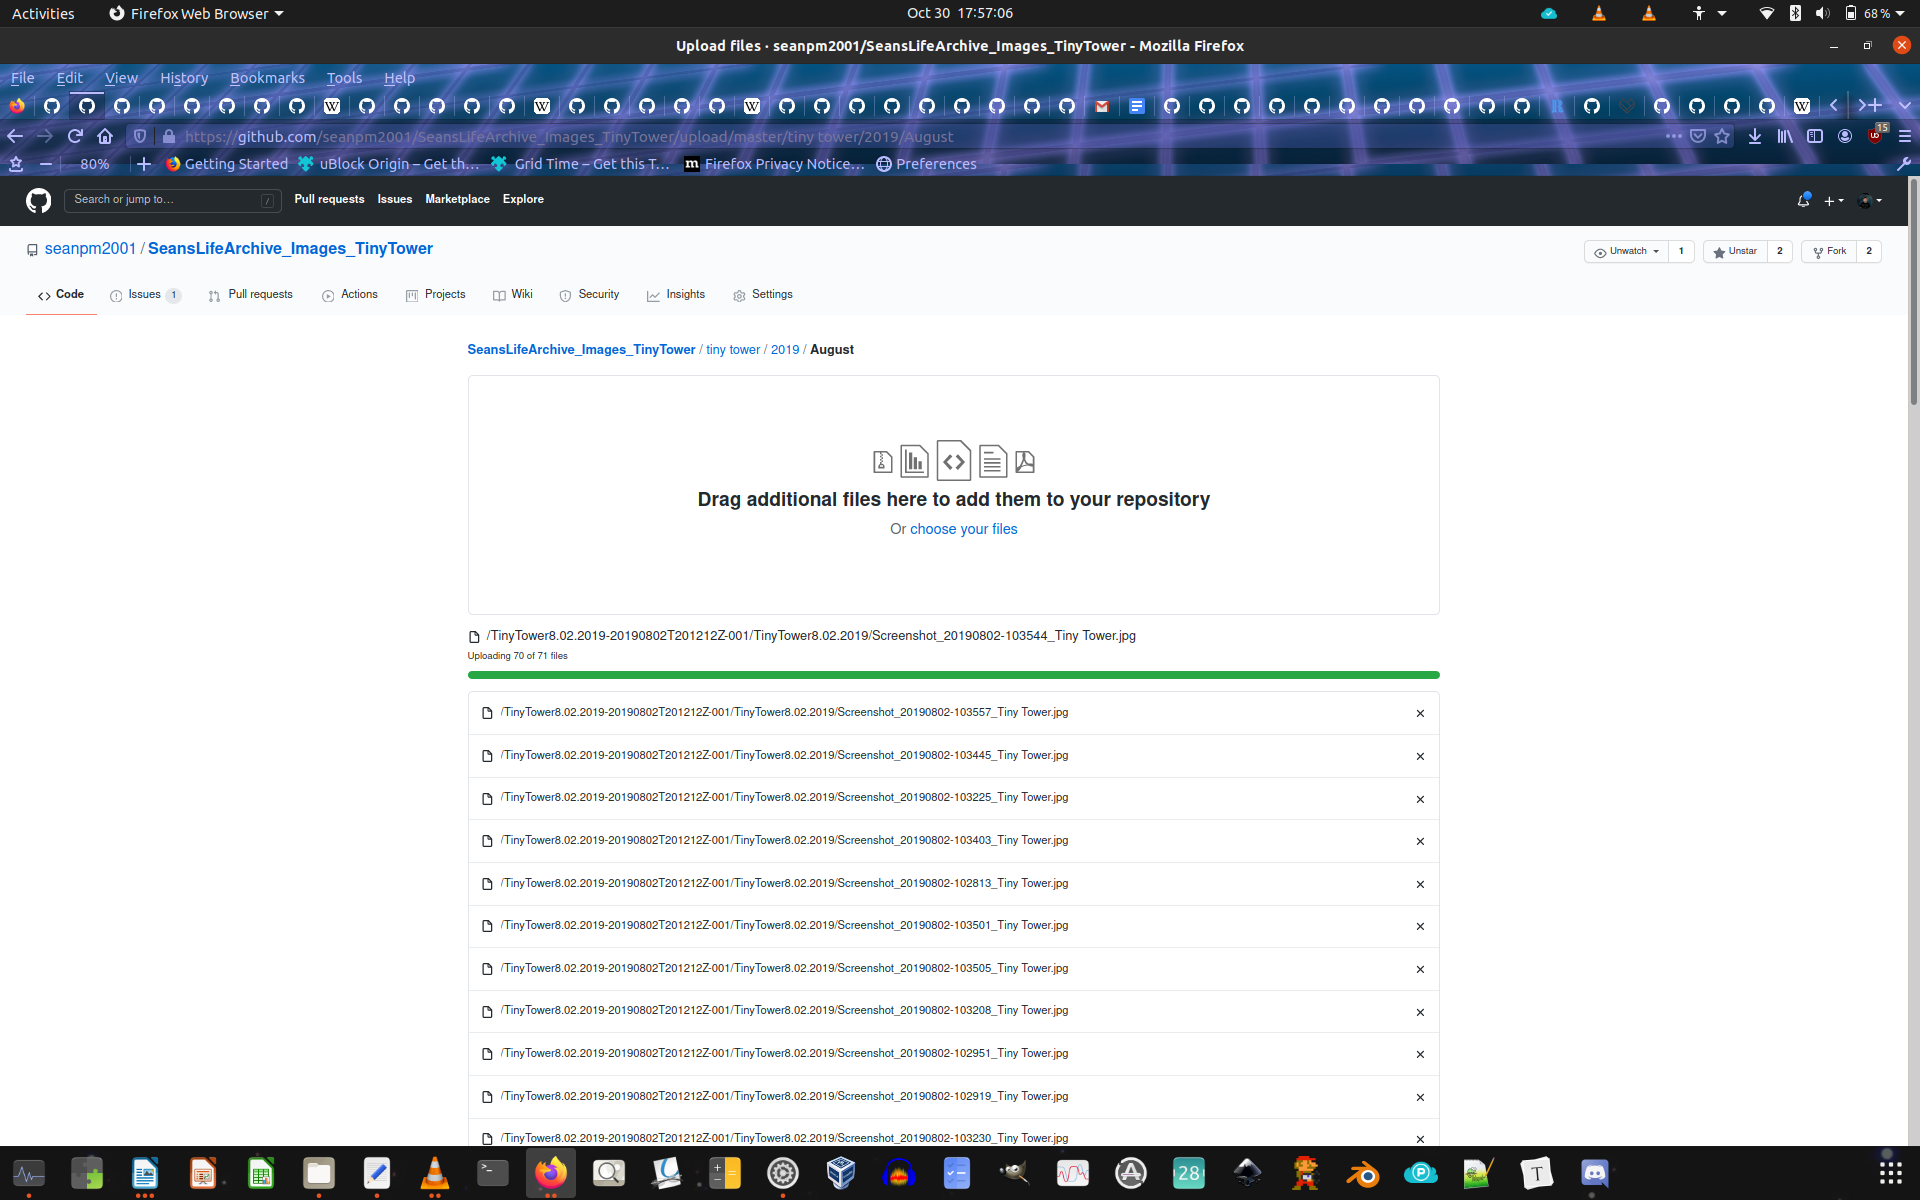 Activities Firefox Web Browser Oct 30 17:57:06 68 %
Upload files · seanpm2001/SeansLifeArchive_Images_TinyTower - Mozilla Firefox
File Edit View History Bookmarks Tools Help
https://github.com/seanpm2001/SeansLifeArchive_Images_TinyTower/upload/master/tiny tower/2019/August 15
80% Getting Started uBlock Origin – Get th… Grid Time – Get this T… Firefox Privacy Notice… Preferences
Search or jump to… / Pull requests Issues Marketplace Explore
seanpm2001 / SeansLifeArchive_Images_TinyTower Unwatch 1 Unstar 2 Fork 2
Code Issues 1 Pull requests Actions Projects Wiki Security Insights Settings
SeansLifeArchive_Images_TinyTower / tiny tower / 2019 / August
Drag additional files here to add them to your repository
Or choose your files
/TinyTower8.02.2019-20190802T201212Z-001/TinyTower8.02.2019/Screenshot_20190802-103544_Tiny Tower.jpg
Uploading 70 of 71 files
/TinyTower8.02.2019-20190802T201212Z-001/TinyTower8.02.2019/Screenshot_20190802-103557_Tiny Tower.jpg
/TinyTower8.02.2019-20190802T201212Z-001/TinyTower8.02.2019/Screenshot_20190802-103445_Tiny Tower.jpg
/TinyTower8.02.2019-20190802T201212Z-001/TinyTower8.02.2019/Screenshot_20190802-103225_Tiny Tower.jpg
/TinyTower8.02.2019-20190802T201212Z-001/TinyTower8.02.2019/Screenshot_20190802-103403_Tiny Tower.jpg
/TinyTower8.02.2019-20190802T201212Z-001/TinyTower8.02.2019/Screenshot_20190802-102813_Tiny Tower.jpg
/TinyTower8.02.2019-20190802T201212Z-001/TinyTower8.02.2019/Screenshot_20190802-103501_Tiny Tower.jpg
/TinyTower8.02.2019-20190802T201212Z-001/TinyTower8.02.2019/Screenshot_20190802-103505_Tiny Tower.jpg
/TinyTower8.02.2019-20190802T201212Z-001/TinyTower8.02.2019/Screenshot_20190802-103208_Tiny Tower.jpg
/TinyTower8.02.2019-20190802T201212Z-001/TinyTower8.02.2019/Screenshot_20190802-102951_Tiny Tower.jpg
/TinyTower8.02.2019-20190802T201212Z-001/TinyTower8.02.2019/Screenshot_20190802-102919_Tiny Tower.jpg
/TinyTower8.02.2019-20190802T201212Z-001/TinyTower8.02.2019/Screenshot_20190802-103230_Tiny Tower.jpg
28